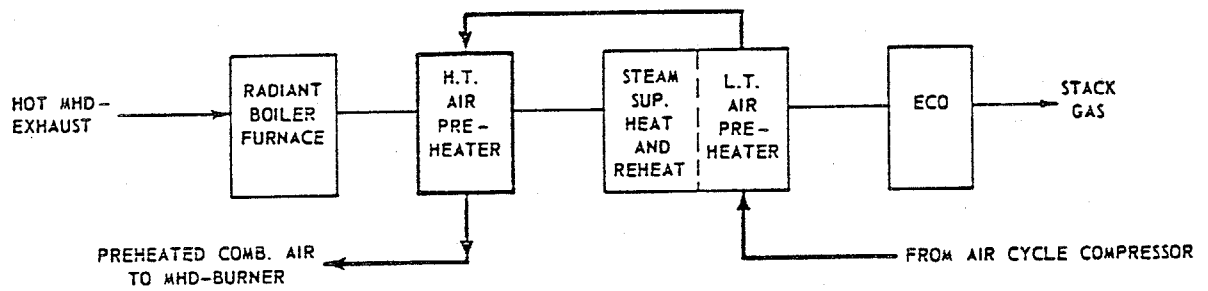 HOT MHD-
EXHAUST
RADIANT
BOILER
FURNACE
H.T.
AIR
PRE-
HEATER
STEAM
SUP.
HEAT
AND
REHEAT
L.T.
AIR
PRE-
HEATER
ECO
STACK
GAS
PREHEATED COMB. AIR
TO MHD-BURNER
FROM AIR CYCLE COMPRESSOR